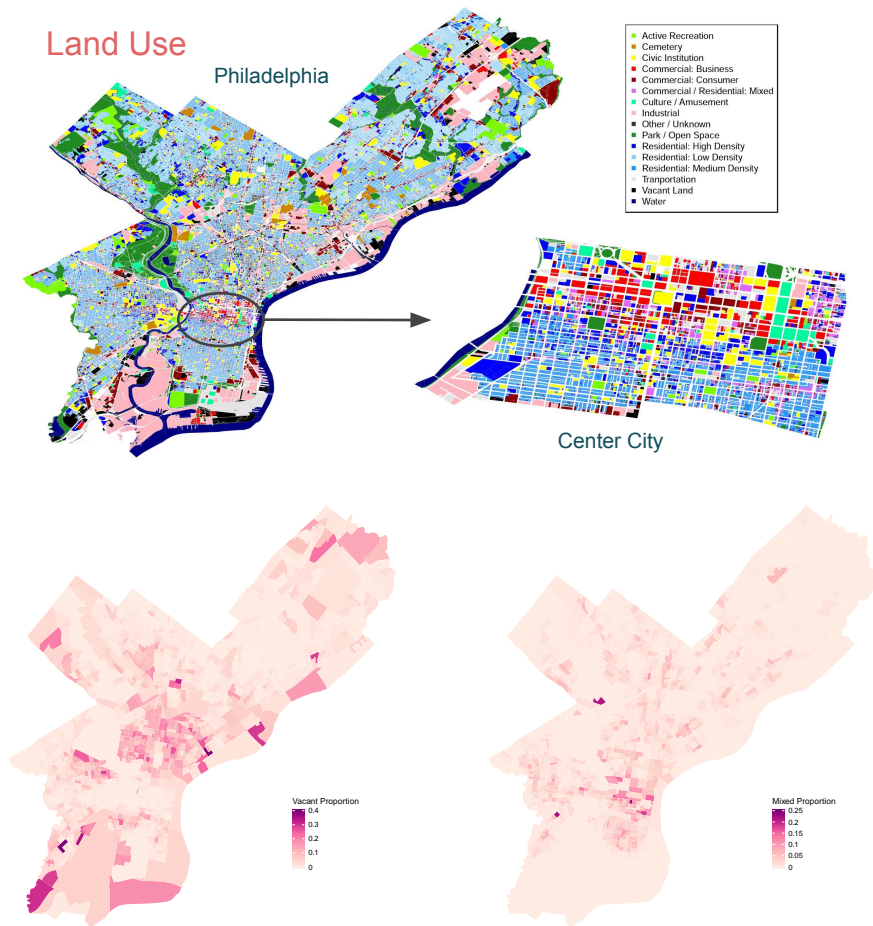 Land Use
Philadelphia
Active Recreation
Cemetery
Civic Institution
Commercial: Business
Commercial: Consumer
Commercial / Residential: Mixed
Culture / Amusement
Industrial
Other / Unknown
Park / Open Space
Residential: High Density
Residential: Low Density
Residential: Medium Density
Tranportation
Vacant Land
Water
Center City
Vacant Proportion
0.4
0.3
0.2
0.1
0
Mixed Proportion
0.25
0.2
0.15
0.1
0.05
0